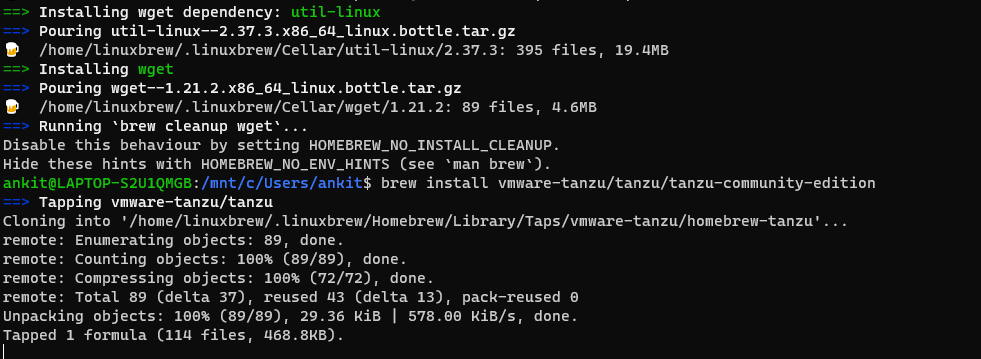 ==> Installing wget dependency: util-linux
==> Pouring util-linux--2.37.3.x86_64_linux.bottle.tar.gz
🍺  /home/linuxbrew/.linuxbrew/Cellar/util-linux/2.37.3: 395 files, 19.4MB
==> Installing wget
==> Pouring wget--1.21.2.x86_64_linux.bottle.tar.gz
🍺  /home/linuxbrew/.linuxbrew/Cellar/wget/1.21.2: 89 files, 4.6MB
==> Running `brew cleanup wget`...
Disable this behaviour by setting HOMEBREW_NO_INSTALL_CLEANUP.
Hide these hints with HOMEBREW_NO_ENV_HINTS (see `man brew`).
ankit@LAPTOP-S2U1QMGB:/mnt/c/Users/ankit$ brew install vmware-tanzu/tanzu/tanzu-community-edition
==> Tapping vmware-tanzu/tanzu
Cloning into '/home/linuxbrew/.linuxbrew/Homebrew/Library/Taps/vmware-tanzu/homebrew-tanzu'...
remote: Enumerating objects: 89, done.
remote: Counting objects: 100% (89/89), done.
remote: Compressing objects: 100% (72/72), done.
remote: Total 89 (delta 37), reused 43 (delta 13), pack-reused 0
Unpacking objects: 100% (89/89), 29.36 KiB | 578.00 KiB/s, done.
Tapped 1 formula (114 files, 468.8KB).